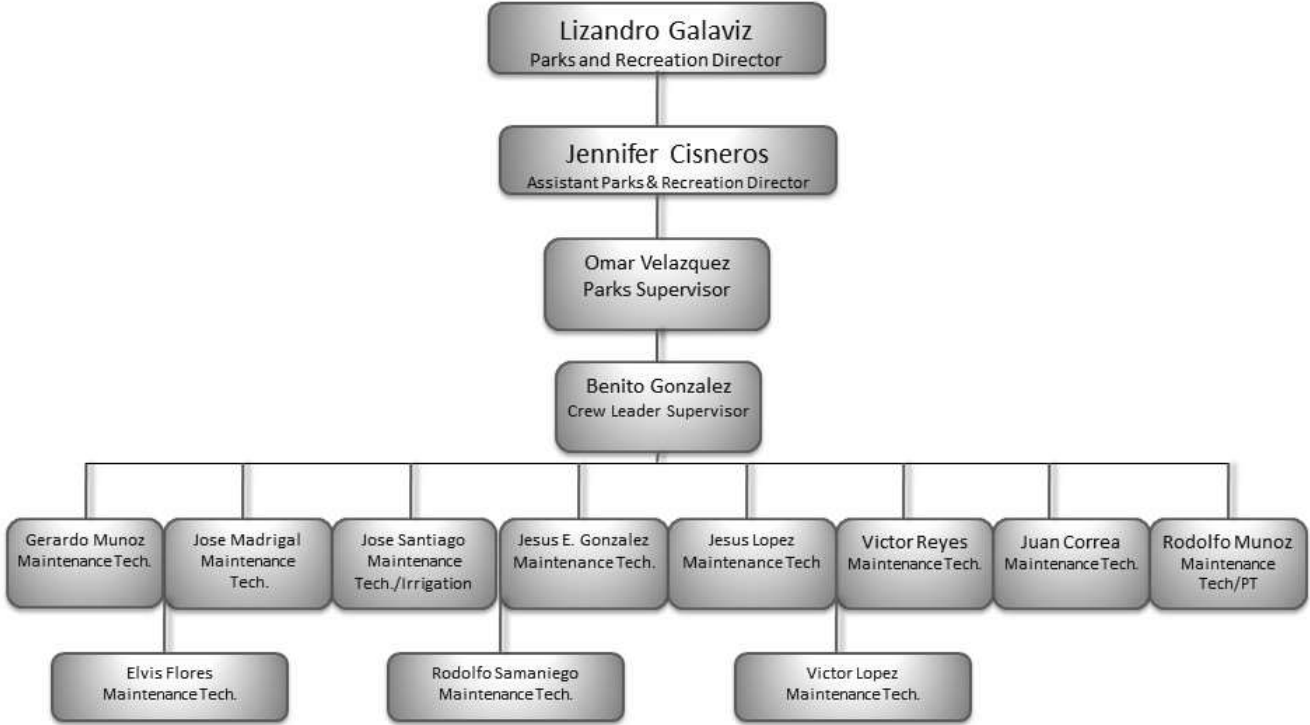 Lizandro Galaviz
Parks and Recreation Director
Jennifer Cisneros
Assistant Parks & Recreation Director
Omar Velazquez
Parks Supervisor
Benito Gonzalez
Crew Leader Supervisor
Gerardo Munoz
Maintenance Tech.
Jose Madrigal
Maintenance
Tech.
Jose Santiago
Maintenance
Tech./Irrigation
Jesus E. Gonzalez
Maintenance Tech.
Jesus Lopez
Maintenance Tech
Victor Reyes
Maintenance Tech.
Juan Correa
Maintenance Tech.
Rodolfo Munoz
Maintenance
Tech/PT
Elvis Flores
Maintenance Tech.
Rodolfo Samaniego
Maintenance Tech.
Victor Lopez
Maintenance Tech.